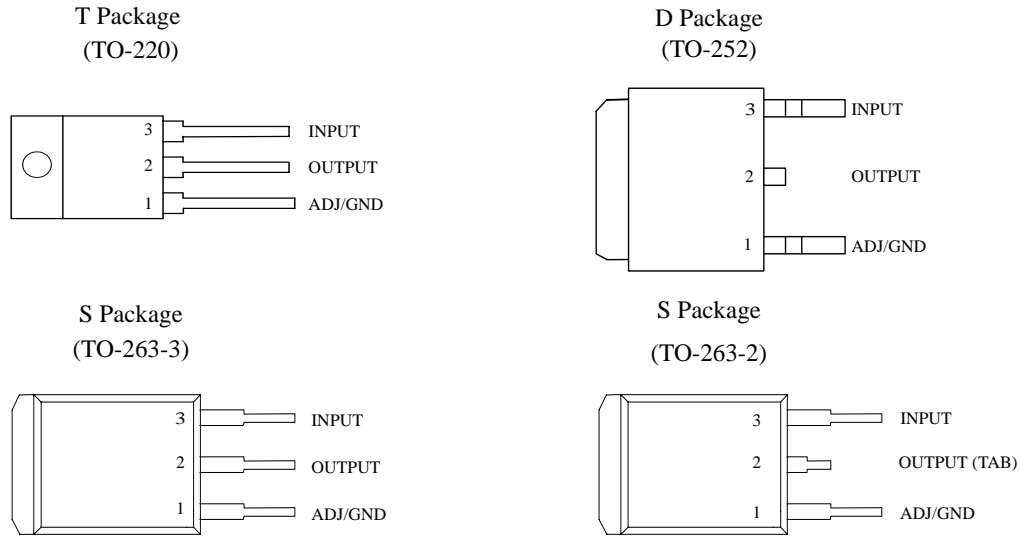 T Package
(TO-220)
3 INPUT
2 OUTPUT
1 ADJ/GND
D Package
(TO-252)
3 INPUT
2 OUTPUT
1 ADJ/GND
S Package
(TO-263-3)
3 INPUT
2 OUTPUT
1 ADJ/GND
S Package
(TO-263-2)
3 INPUT
2 OUTPUT (TAB)
1 ADJ/GND